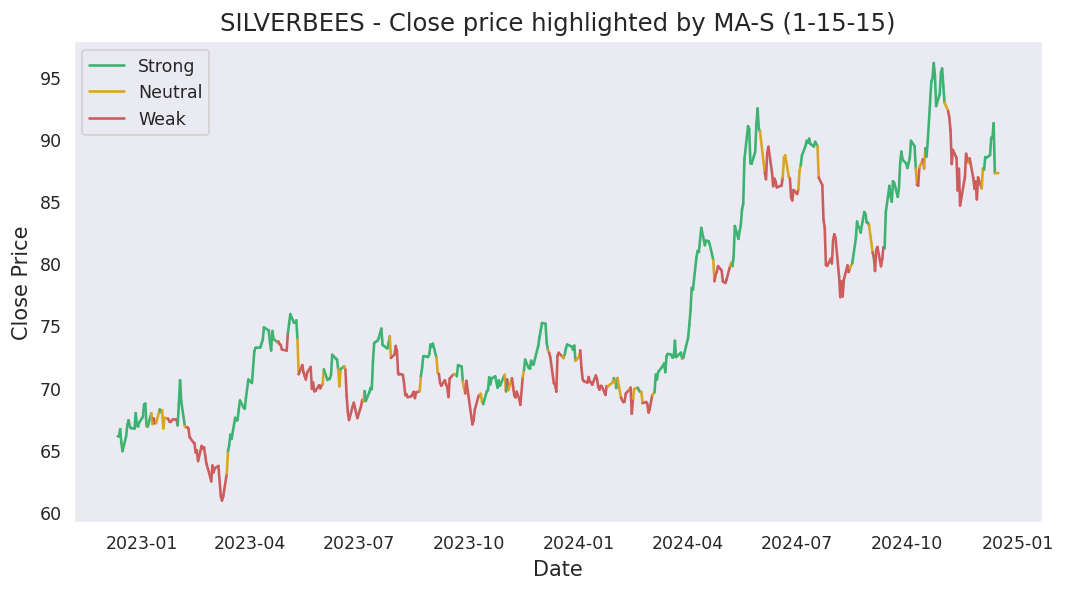 SILVERBEES - Close price highlighted by MA-S (1-15-15)
Strong
Neutral
Weak
95
90
85
80
75
70
65
60
Close Price
2023-01 2023-04 2023-07 2023-10 2024-01 2024-04 2024-07 2024-10 2025-01
Date